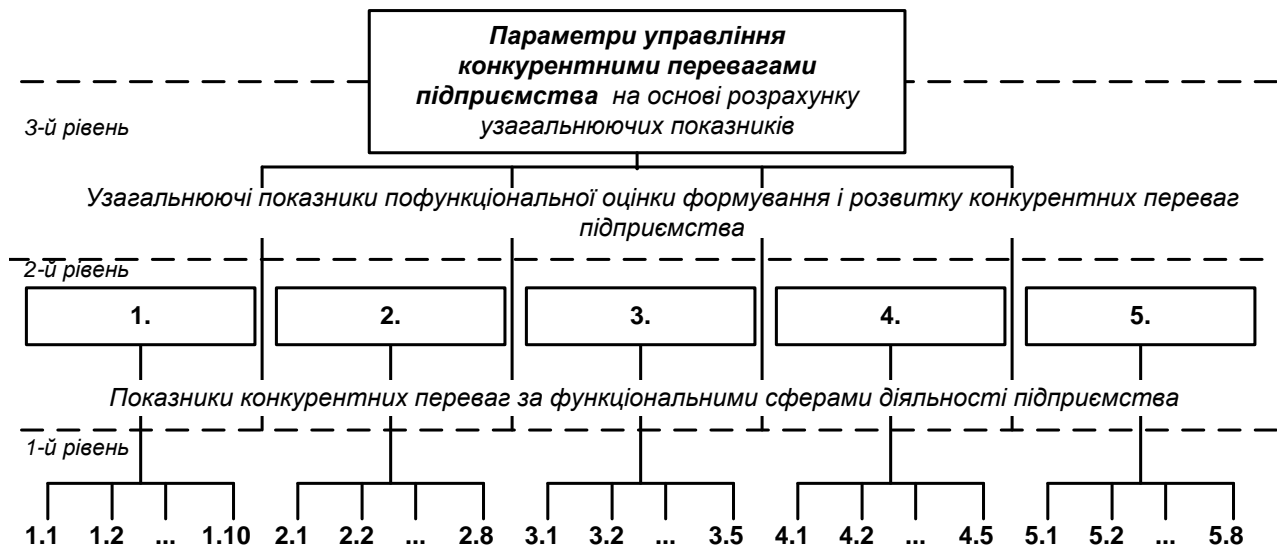 Параметри управління
конкурентними перевагами
підприємства на основі розрахунку
узагальнюючих показників
3-й рівень
Узагальнюючі показники пофункціональної оцінки формування і розвитку конкурентних переваг
підприємства
2-й рівень
1. 2. 3. 4. 5.
Показники конкурентних переваг за функціональними сферами діяльності підприємства
1-й рівень
1.1 1.2 ... 1.10 2.1 2.2 ... 2.8 3.1 3.2 ... 3.5 4.1 4.2 ... 4.5 5.1 5.2 ... 5.8